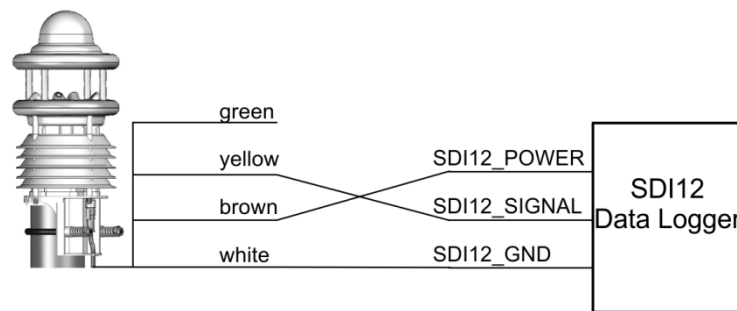 green
yellow
brown
white
SDI12_POWER
SDI12_SIGNAL
SDI12_GND
SDI12
Data Logger